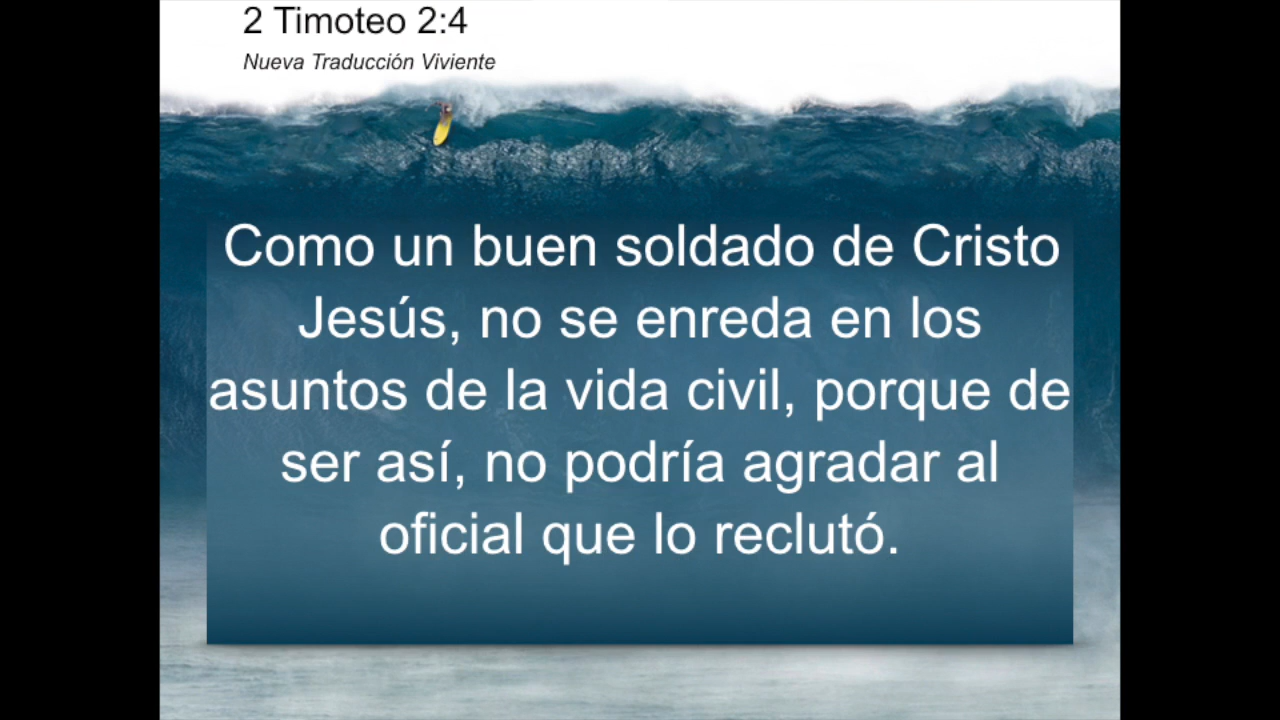 2 Timoteo 2:4
Nueva Traducción Viviente
Como un buen soldado de Cristo
Jesús, no se enreda en los
asuntos de la vida civil, porque de
ser así, no podría agradar al
oficial que lo reclutó.